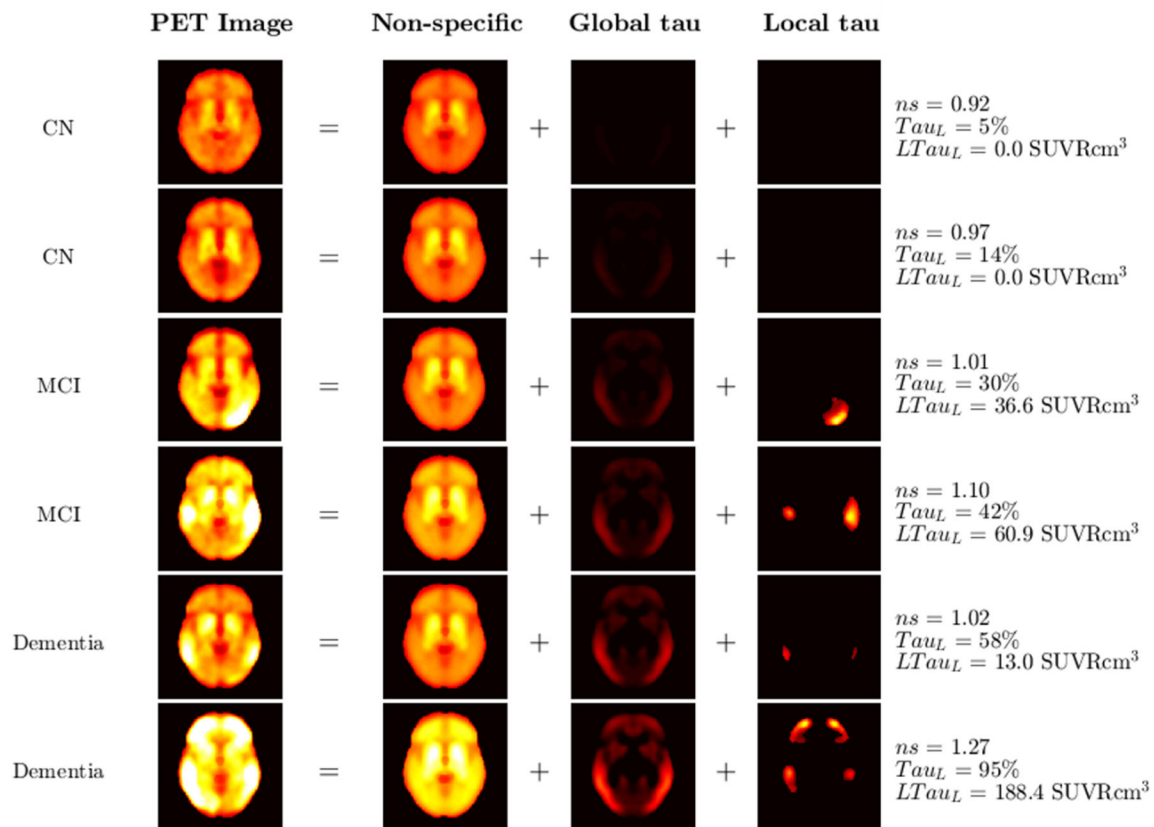 PET Image Non-specific Global tau Local tau
CN = + + ns = 0.92
Tau_L = 5%
LTau_L = 0.0 SUVRcm³
CN = + + ns = 0.97
Tau_L = 14%
LTau_L = 0.0 SUVRcm³
MCI = + + ns = 1.01
Tau_L = 30%
LTau_L = 36.6 SUVRcm³
MCI = + + ns = 1.10
Tau_L = 42%
LTau_L = 60.9 SUVRcm³
Dementia = + + ns = 1.02
Tau_L = 58%
LTau_L = 13.0 SUVRcm³
Dementia = + + ns = 1.27
Tau_L = 95%
LTau_L = 188.4 SUVRcm³